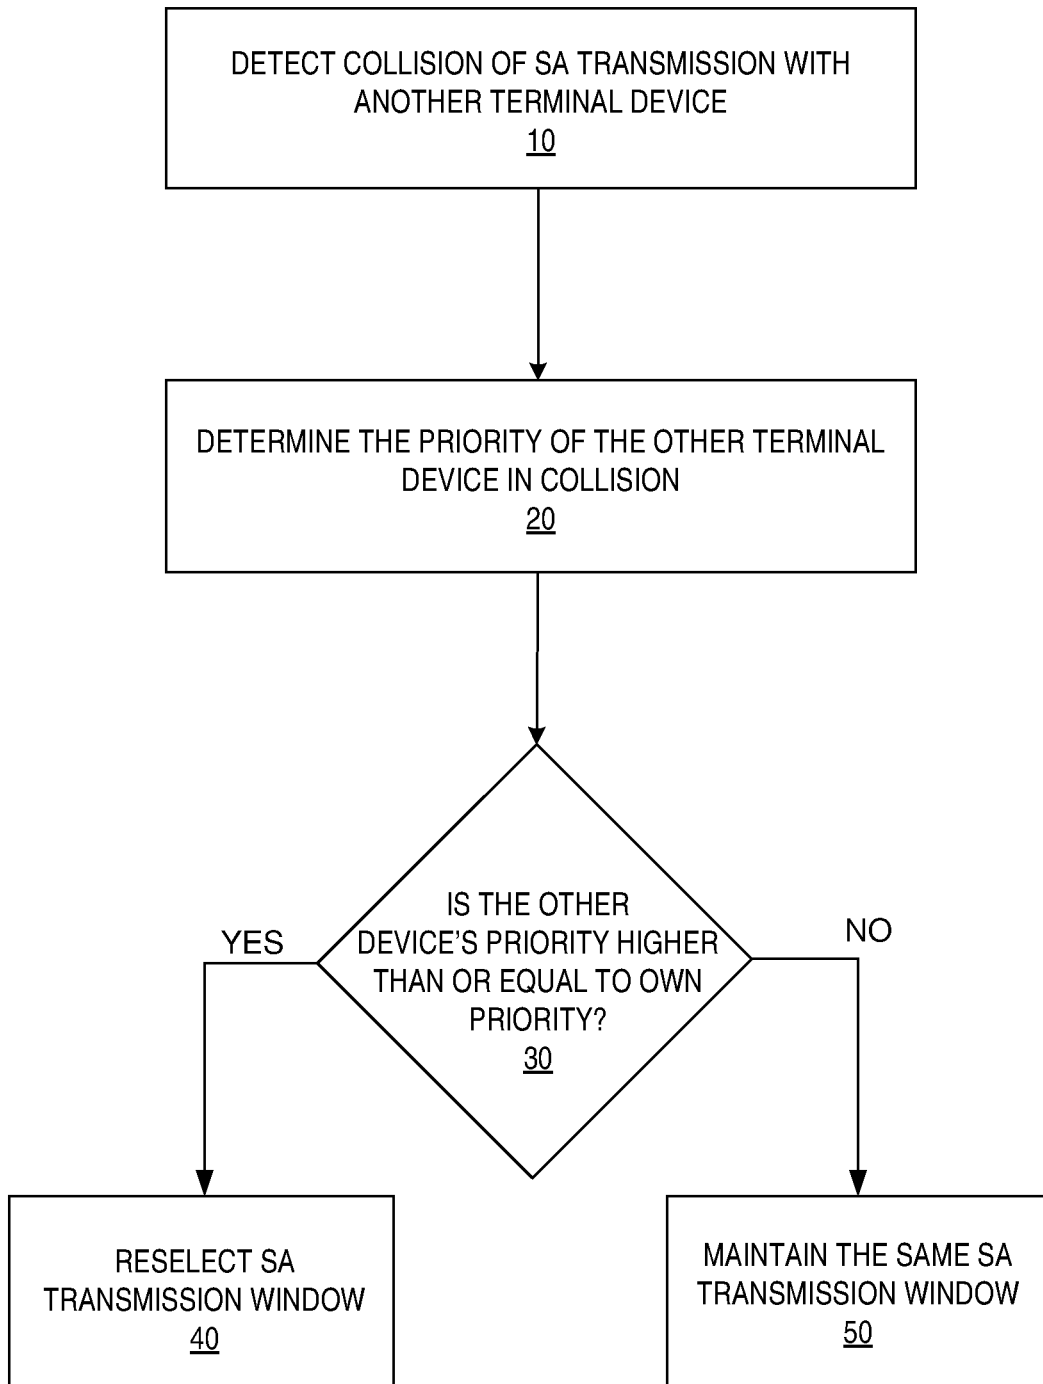 DETECT COLLISION OF SA TRANSMISSION WITH
ANOTHER TERMINAL DEVICE
10
DETERMINE THE PRIORITY OF THE OTHER TERMINAL
DEVICE IN COLLISION
20
IS THE OTHER
DEVICE'S PRIORITY HIGHER
THAN OR EQUAL TO OWN
PRIORITY?
30
YES
NO
RESELECT SA
TRANSMISSION WINDOW
40
MAINTAIN THE SAME SA
TRANSMISSION WINDOW
50